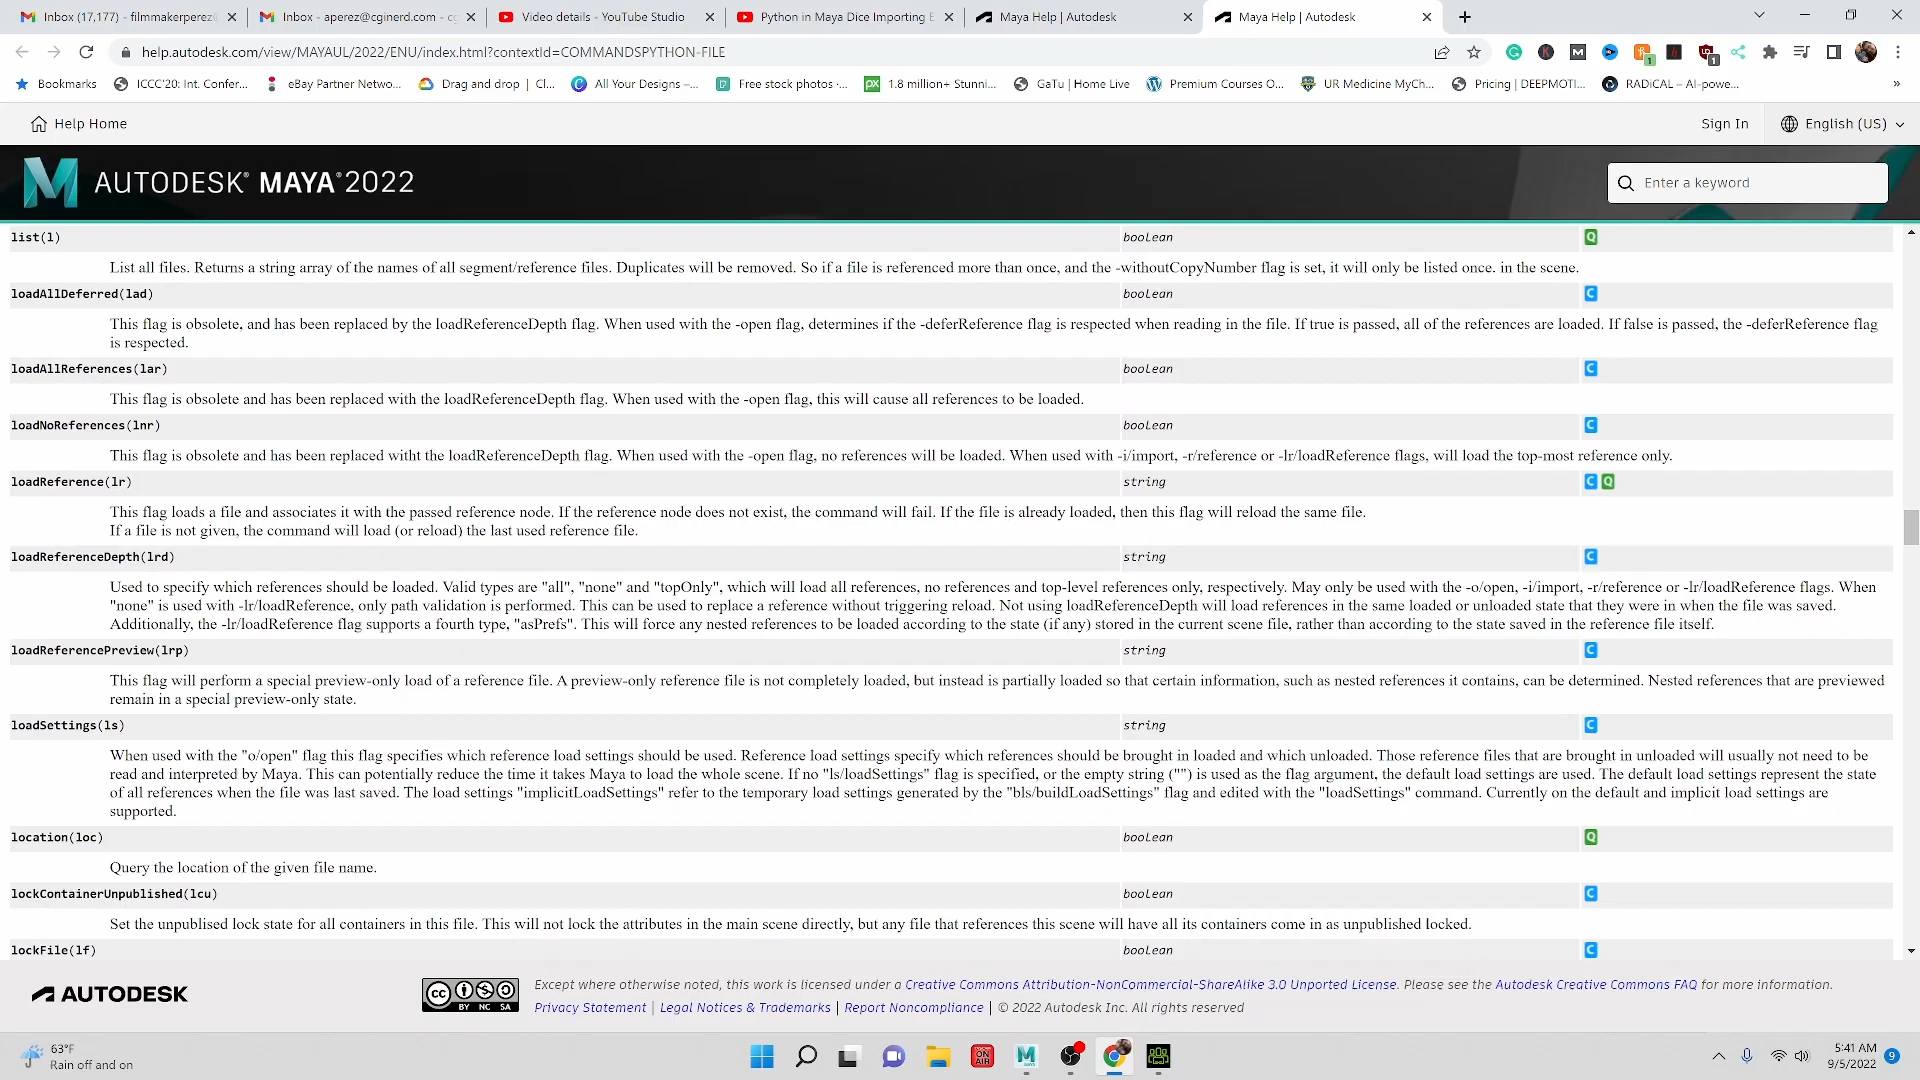 Inbox (17,177) - filmmakerperez
Inbox - aperez@cginerd.com - cg
Video details - YouTube Studio
Python in Maya Dice Importing E
Maya Help | Autodesk
Maya Help | Autodesk
help.autodesk.com/view/MAYAUL/2022/ENU/index.html?contextId=COMMANDSPYTHON-FILE
Bookmarks
ICCC'20: Int. Confer...
eBay Partner Netwo...
Drag and drop | Cl...
All Your Designs –...
Free stock photos ·...
1.8 million+ Stunni...
GaTu | Home Live
Premium Courses O...
UR Medicine MyCh...
Pricing | DEEPMOTI...
RADiCAL – AI-powe...
»
Help Home
Sign In
English (US)
AUTODESK® MAYA® 2022
Enter a keyword
list(l) boolean Q
List all files. Returns a string array of the names of all segment/reference files. Duplicates will be removed. So if a file is referenced more than once, and the -withoutCopyNumber flag is set, it will only be listed once. in the scene.
loadAllDeferred(lad) boolean C
This flag is obsolete, and has been replaced by the loadReferenceDepth flag. When used with the -open flag, determines if the -deferReference flag is respected when reading in the file. If true is passed, all of the references are loaded. If false is passed, the -deferReference flag
is respected.
loadAllReferences(lar) boolean C
This flag is obsolete and has been replaced with the loadReferenceDepth flag. When used with the -open flag, this will cause all references to be loaded.
loadNoReferences(lnr) boolean C
This flag is obsolete and has been replaced witht the loadReferenceDepth flag. When used with the -open flag, no references will be loaded. When used with -i/import, -r/reference or -lr/loadReference flags, will load the top-most reference only.
loadReference(lr) string C Q
This flag loads a file and associates it with the passed reference node. If the reference node does not exist, the command will fail. If the file is already loaded, then this flag will reload the same file.
If a file is not given, the command will load (or reload) the last used reference file.
loadReferenceDepth(lrd) string C
Used to specify which references should be loaded. Valid types are "all", "none" and "topOnly", which will load all references, no references and top-level references only, respectively. May only be used with the -o/open, -i/import, -r/reference or -lr/loadReference flags. When
"none" is used with -lr/loadReference, only path validation is performed. This can be used to replace a reference without triggering reload. Not using loadReferenceDepth will load references in the same loaded or unloaded state that they were in when the file was saved.
Additionally, the -lr/loadReference flag supports a fourth type, "asPrefs". This will force any nested references to be loaded according to the state (if any) stored in the current scene file, rather than according to the state saved in the reference file itself.
loadReferencePreview(lrp) string C
This flag will perform a special preview-only load of a reference file. A preview-only reference file is not completely loaded, but instead is partially loaded so that certain information, such as nested references it contains, can be determined. Nested references that are previewed
remain in a special preview-only state.
loadSettings(ls) string C
When used with the "o/open" flag this flag specifies which reference load settings should be used. Reference load settings specify which references should be brought in loaded and which unloaded. Those reference files that are brought in unloaded will usually not need to be
read and interpreted by Maya. This can potentially reduce the time it takes Maya to load the whole scene. If no "ls/loadSettings" flag is specified, or the empty string ("") is used as the flag argument, the default load settings are used. The default load settings represent the state
of all references when the file was last saved. The load settings "implicitLoadSettings" refer to the temporary load settings generated by the "bls/buildLoadSettings" flag and edited with the "loadSettings" command. Currently on the default and implicit load settings are
supported.
location(loc) boolean Q
Query the location of the given file name.
lockContainerUnpublished(lcu) boolean C
Set the unpublised lock state for all containers in this file. This will not lock the attributes in the main scene directly, but any file that references this scene will have all its containers come in as unpublished locked.
lockFile(lf) boolean C
AUTODESK
cc BY NC SA
Except where otherwise noted, this work is licensed under a Creative Commons Attribution-NonCommercial-ShareAlike 3.0 Unported License. Please see the Autodesk Creative Commons FAQ for more information.
Privacy Statement | Legal Notices & Trademarks | Report Noncompliance | © 2022 Autodesk Inc. All rights reserved
63°F
Rain off and on
ON AIR
5:41 AM
9/5/2022
9